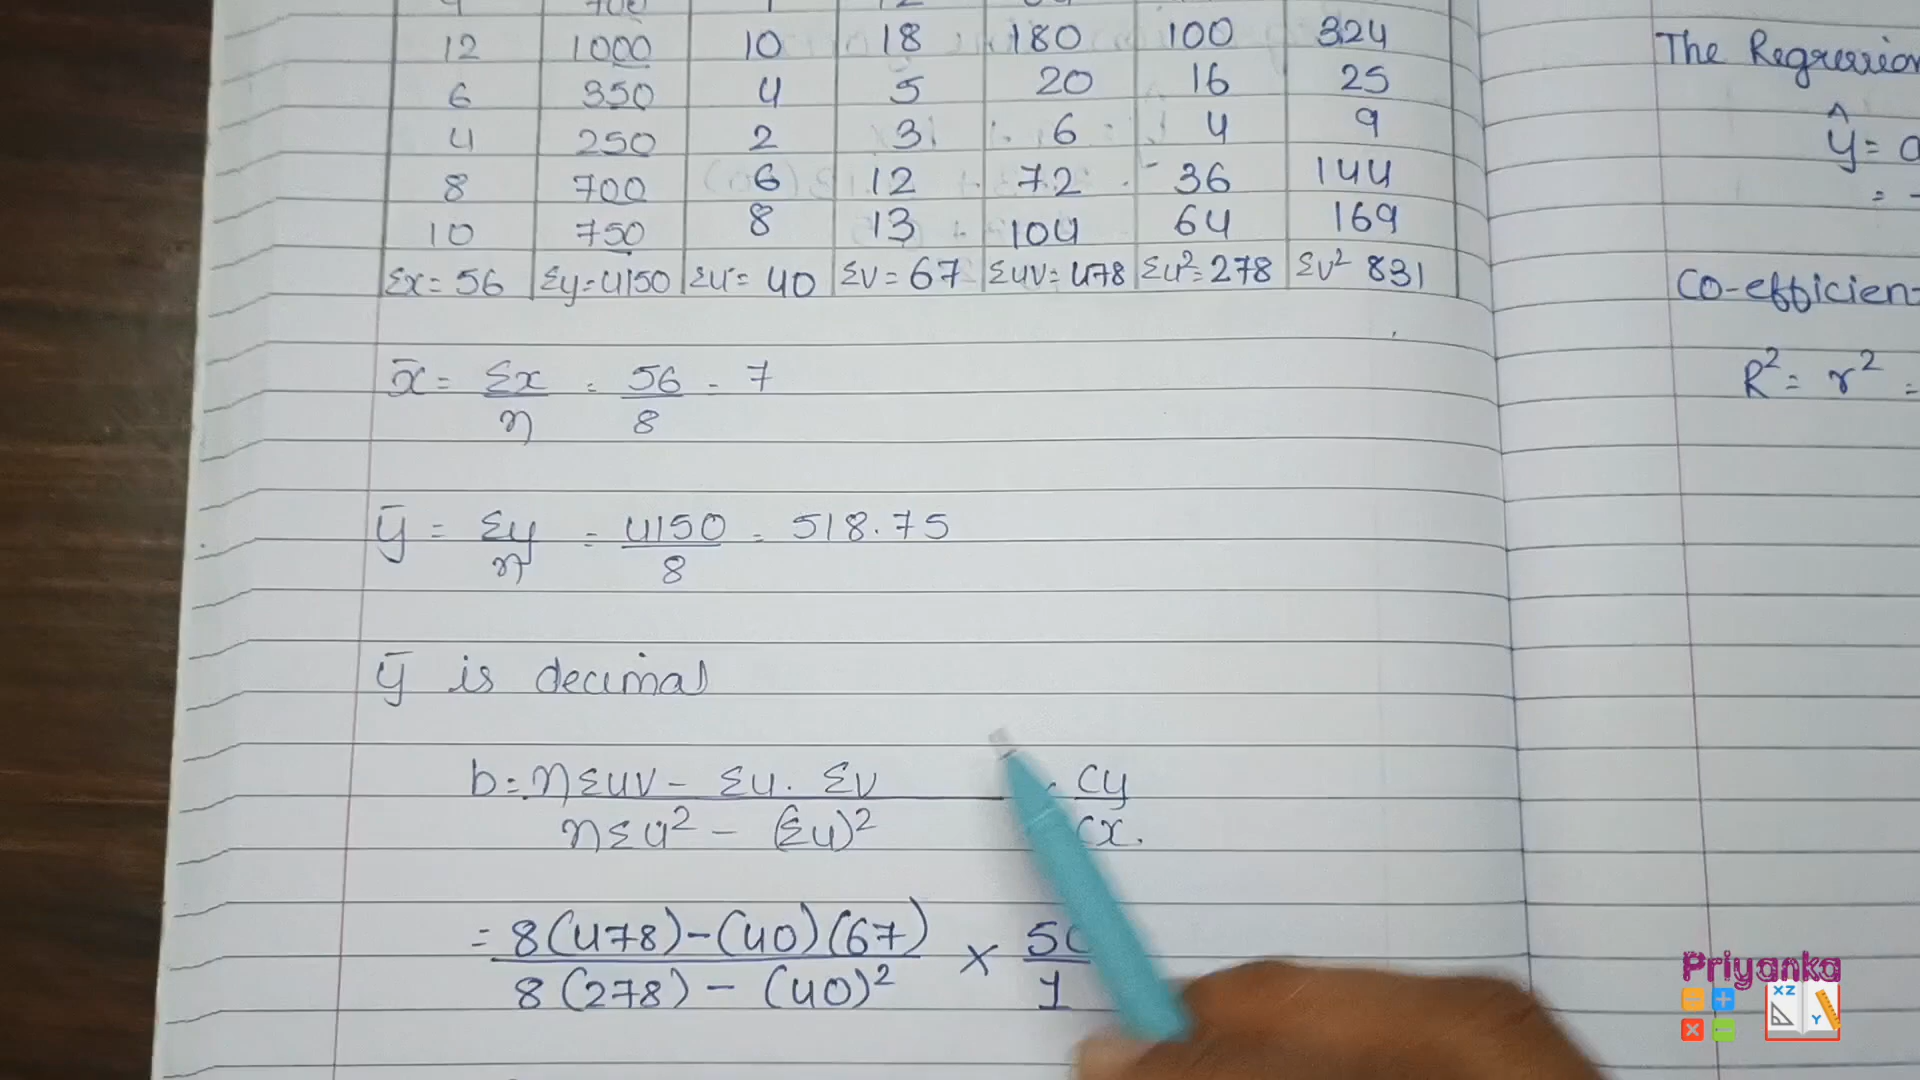 12 1000 10 18 180 100 324
6 350 4 5 20 16 25
4 250 2 3 6 4 9
8 700 6 12 72 36 144
10 750 8 13 104 64 169
Σx=56 Σy=4150 Σu=40 Σv=67 Σuv=478 Σu²=278 Σv² 831
x̄ = Σx/n = 56/8 = 7
ȳ = Σy/n = 4150/8 = 518.75
ȳ is decimal
b = nΣuv - Σu. Σv / nΣu² - (Σu)² × Cy/Cx.
= 8(478)-(40)(67) / 8(278) - (40)² × 50/1
The Regression
ŷ =
=
Co-efficien
R² = r² =
Priyanka
XZ
Y